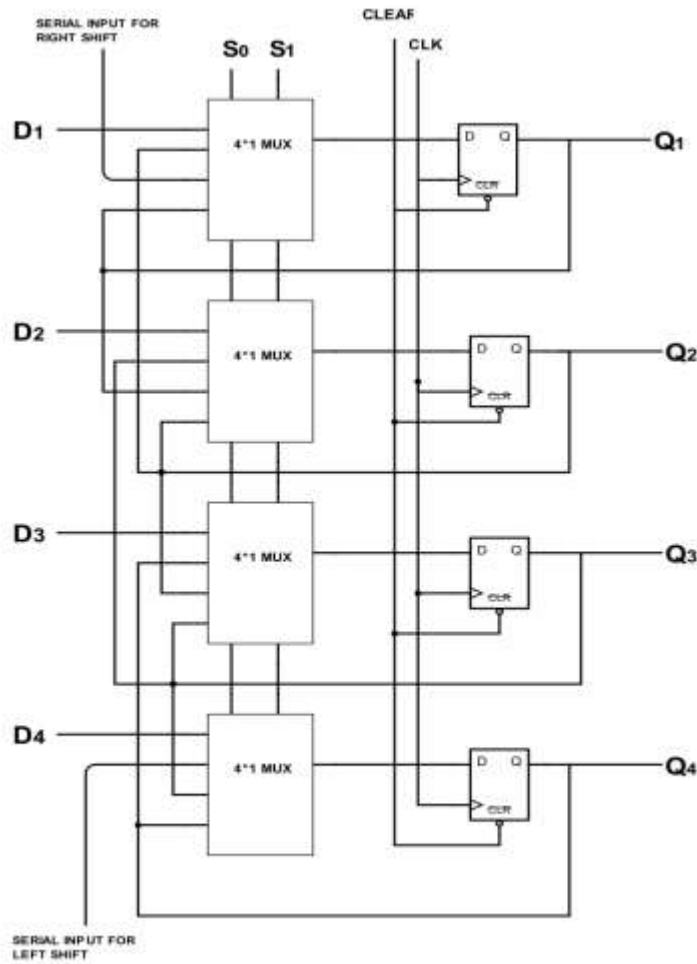 SERIAL INPUT FOR
RIGHT SHIFT
CLEAR
CLK
S0 S1
D1
4*1 MUX
D Q
CLR
Q1
D2
4*1 MUX
D Q
CLR
Q2
D3
4*1 MUX
D Q
CLR
Q3
D4
4*1 MUX
D Q
CLR
Q4
SERIAL INPUT FOR
LEFT SHIFT